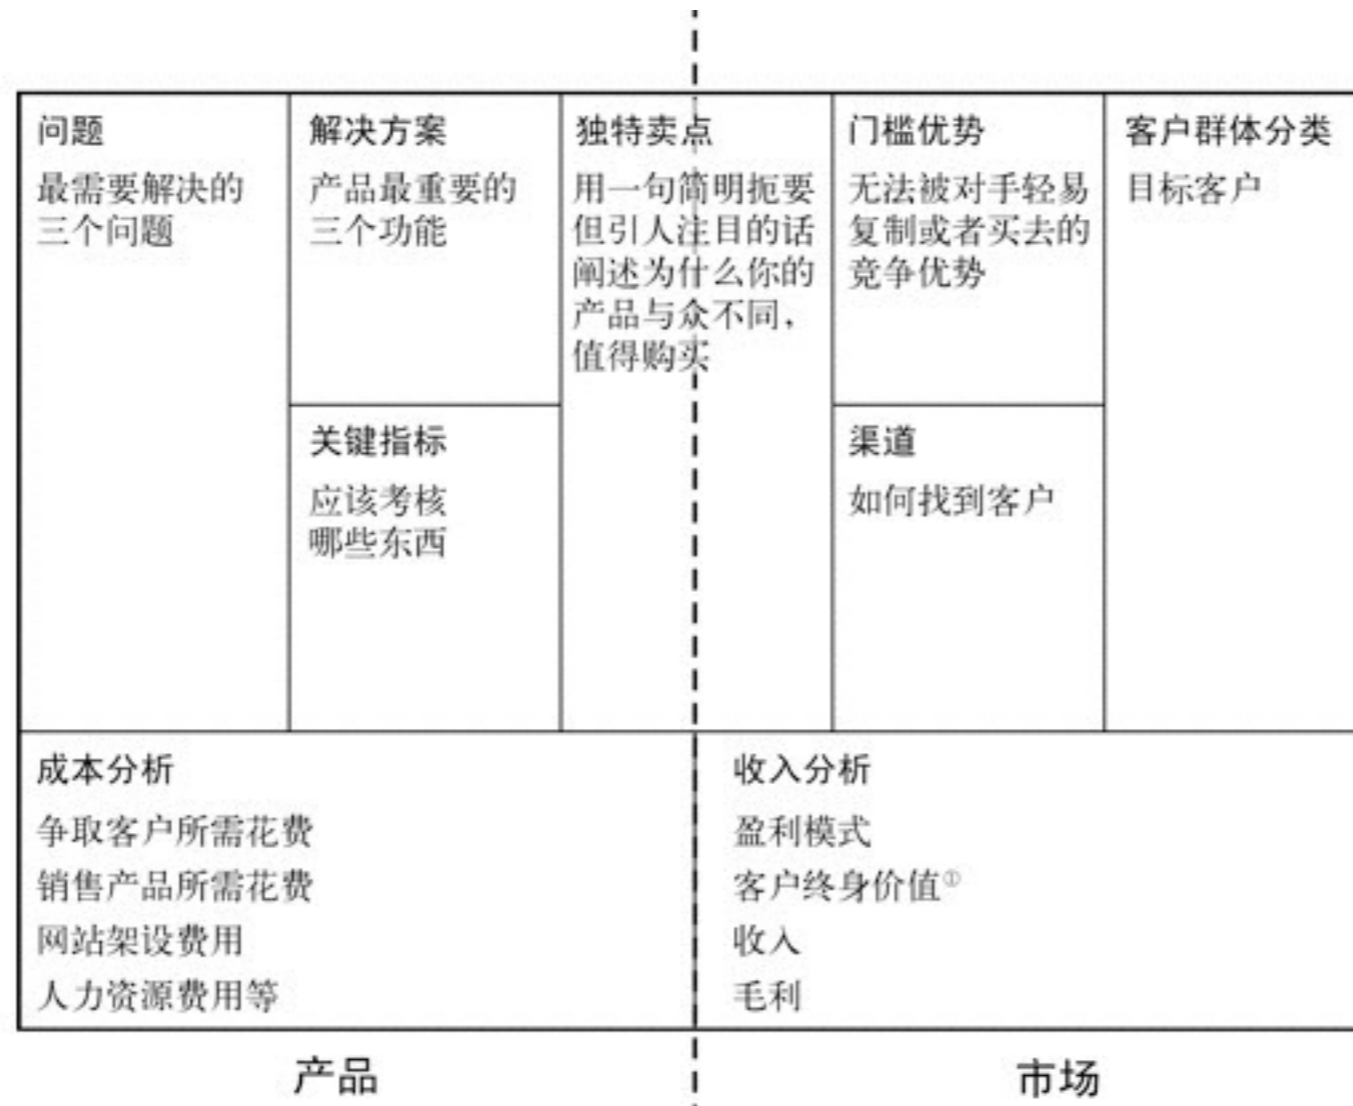 问题
最需要解决的
三个问题
解决方案
产品最重要的
三个功能
关键指标
应该考核
哪些东西
独特卖点
用一句简明扼要
但引人注目的话
阐述为什么你的
产品与众不同，
值得购买
门槛优势
无法被对手轻易
复制或者买去的
竞争优势
渠道
如何找到客户
客户群体分类
目标客户
成本分析
争取客户所需花费
销售产品所需花费
网站架设费用
人力资源费用等
收入分析
盈利模式
客户终身价值①
收入
毛利
产品
市场